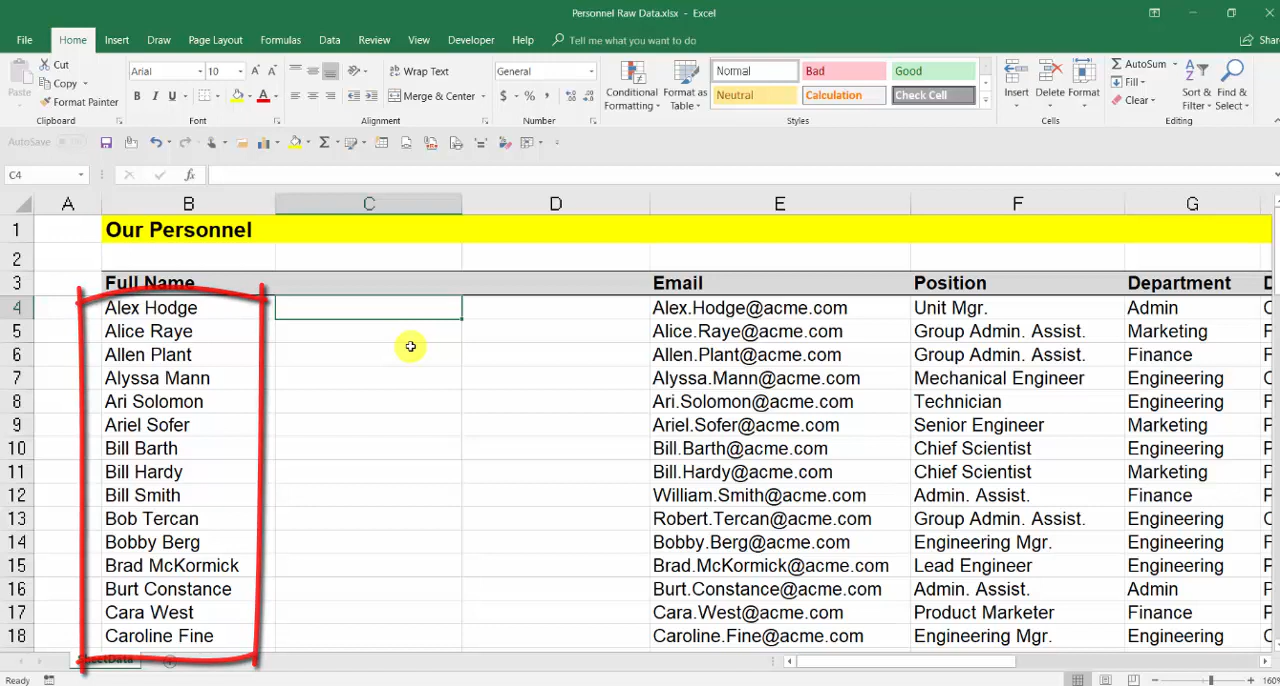 Personnel Raw Data.xlsx - Excel
File Home Insert Draw Page Layout Formulas Data Review View Developer Help Tell me what you want to do Shar
Paste Cut Copy Format Painter Clipboard
Arial 10 A A B I U A Font
Wrap Text Merge & Center Alignment
General $ % , Number
Conditional Formatting Format as Table Normal Bad Good Neutral Calculation Check Cell Styles
Insert Delete Format Cells
AutoSum Fill Clear Sort & Filter Find & Select Editing
AutoSave
C4 fx
A B C D E F G
1 Our Personnel
2
3 Full Name Email Position Department D
4 Alex Hodge Alex.Hodge@acme.com Unit Mgr. Admin
5 Alice Raye Alice.Raye@acme.com Group Admin. Assist. Marketing
6 Allen Plant Allen.Plant@acme.com Group Admin. Assist. Finance
7 Alyssa Mann Alyssa.Mann@acme.com Mechanical Engineer Engineering
8 Ari Solomon Ari.Solomon@acme.com Technician Engineering
9 Ariel Sofer Ariel.Sofer@acme.com Senior Engineer Marketing
10 Bill Barth Bill.Barth@acme.com Chief Scientist Engineering
11 Bill Hardy Bill.Hardy@acme.com Chief Scientist Marketing
12 Bill Smith William.Smith@acme.com Admin. Assist. Finance
13 Bob Tercan Robert.Tercan@acme.com Group Admin. Assist. Engineering
14 Bobby Berg Bobby.Berg@acme.com Engineering Mgr. Engineering
15 Brad McKormick Brad.McKormick@acme.com Lead Engineer Engineering
16 Burt Constance Burt.Constance@acme.com Admin. Assist. Admin
17 Cara West Cara.West@acme.com Product Marketer Finance
18 Caroline Fine Caroline.Fine@acme.com Engineering Mgr. Engineering
Ready 160%